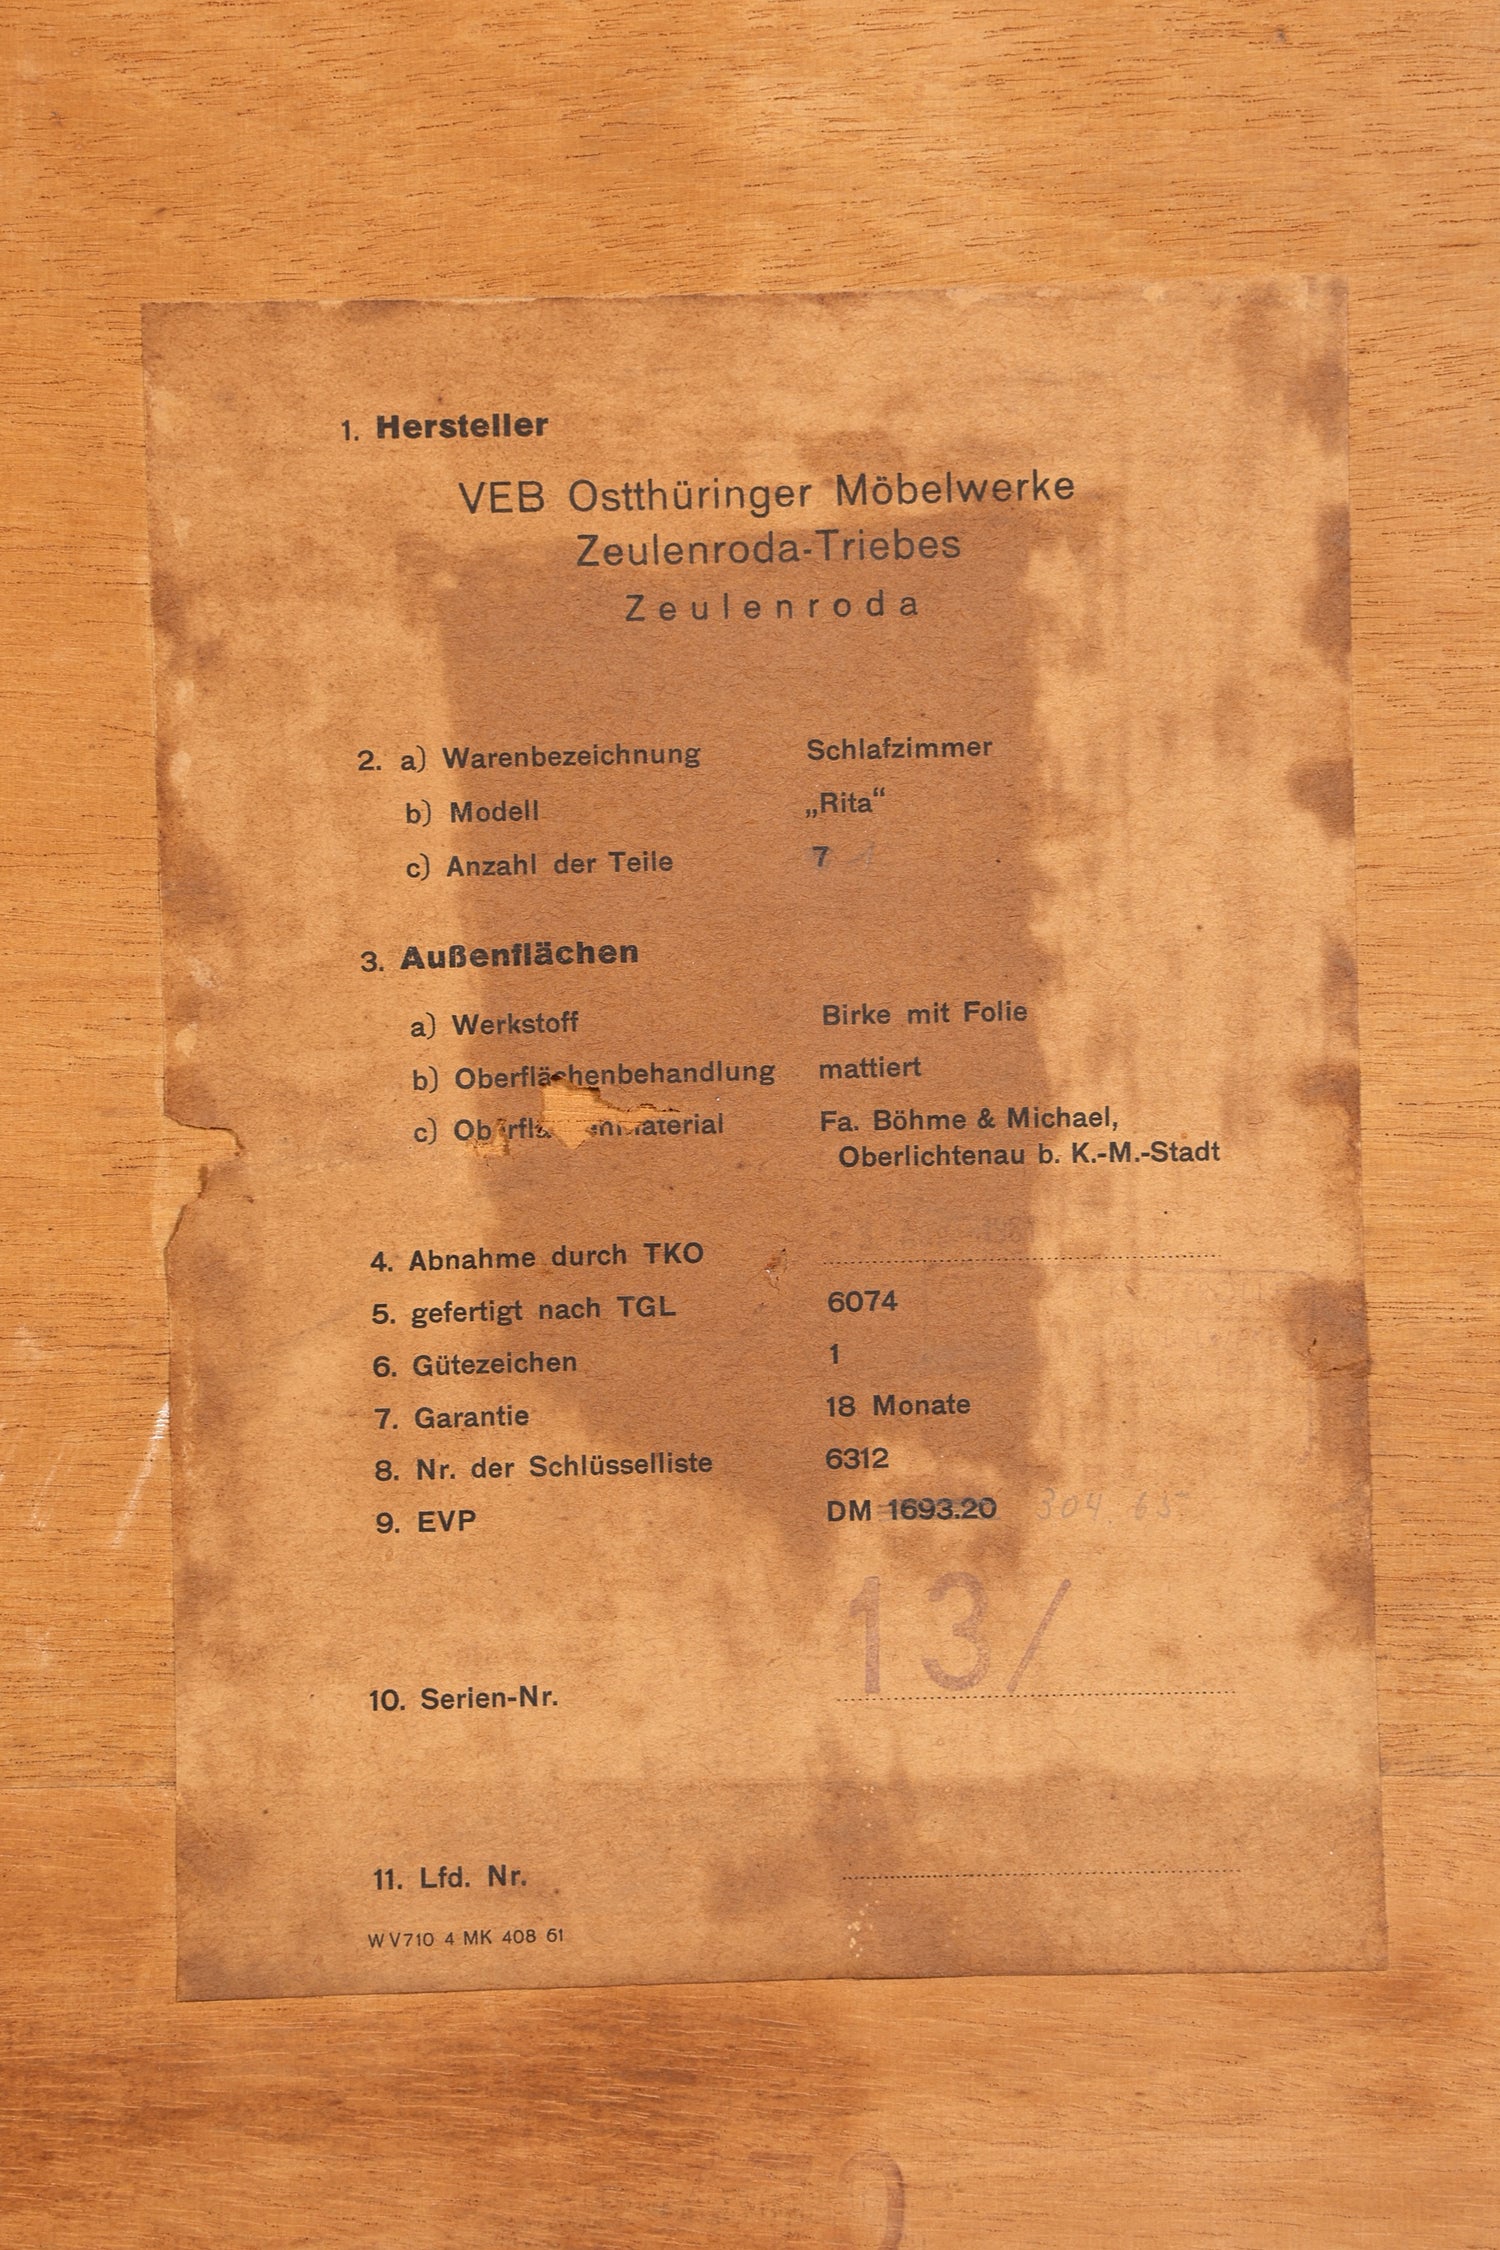 1. Hersteller
VEB Ostthüringer Möbelwerke
Zeulenroda-Triebes
Zeulenroda
2. a) Warenbezeichnung Schlafzimmer
b) Modell „Rita“
c) Anzahl der Teile 7
3. Außenflächen
a) Werkstoff Birke mit Folie
b) Oberflächenbehandlung mattiert
c) Oberflächenmaterial Fa. Böhme & Michael,
Oberlichtenau b. K.-M.-Stadt
4. Abnahme durch TKO
5. gefertigt nach TGL 6074
6. Gütezeichen 1
7. Garantie 18 Monate
8. Nr. der Schlüsselliste 6312
9. EVP DM 1693.20 304.65
13/
10. Serien-Nr.
11. Lfd. Nr.
WV710 4 MK 408 61